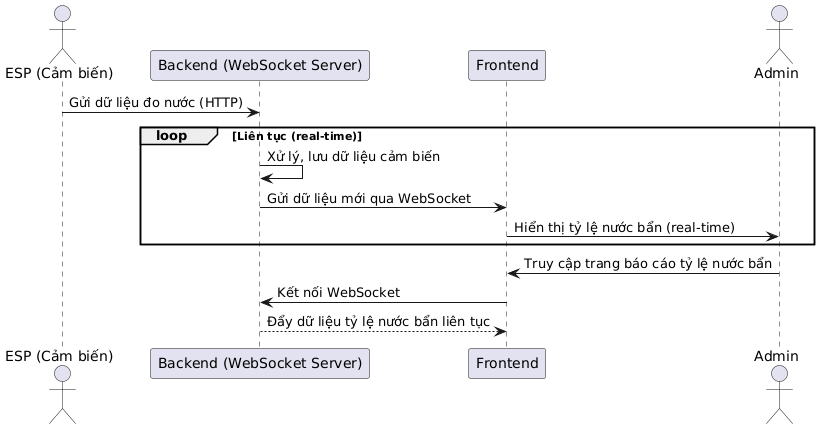 ESP (Cảm biến)
Backend (WebSocket Server)
Frontend
Admin
Gửi dữ liệu đo nước (HTTP)
loop
[Liên tục (real-time)]
Xử lý, lưu dữ liệu cảm biến
Gửi dữ liệu mới qua WebSocket
Hiển thị tỷ lệ nước bẩn (real-time)
Truy cập trang báo cáo tỷ lệ nước bẩn
Kết nối WebSocket
Đẩy dữ liệu tỷ lệ nước bẩn liên tục
ESP (Cảm biến)
Backend (WebSocket Server)
Frontend
Admin